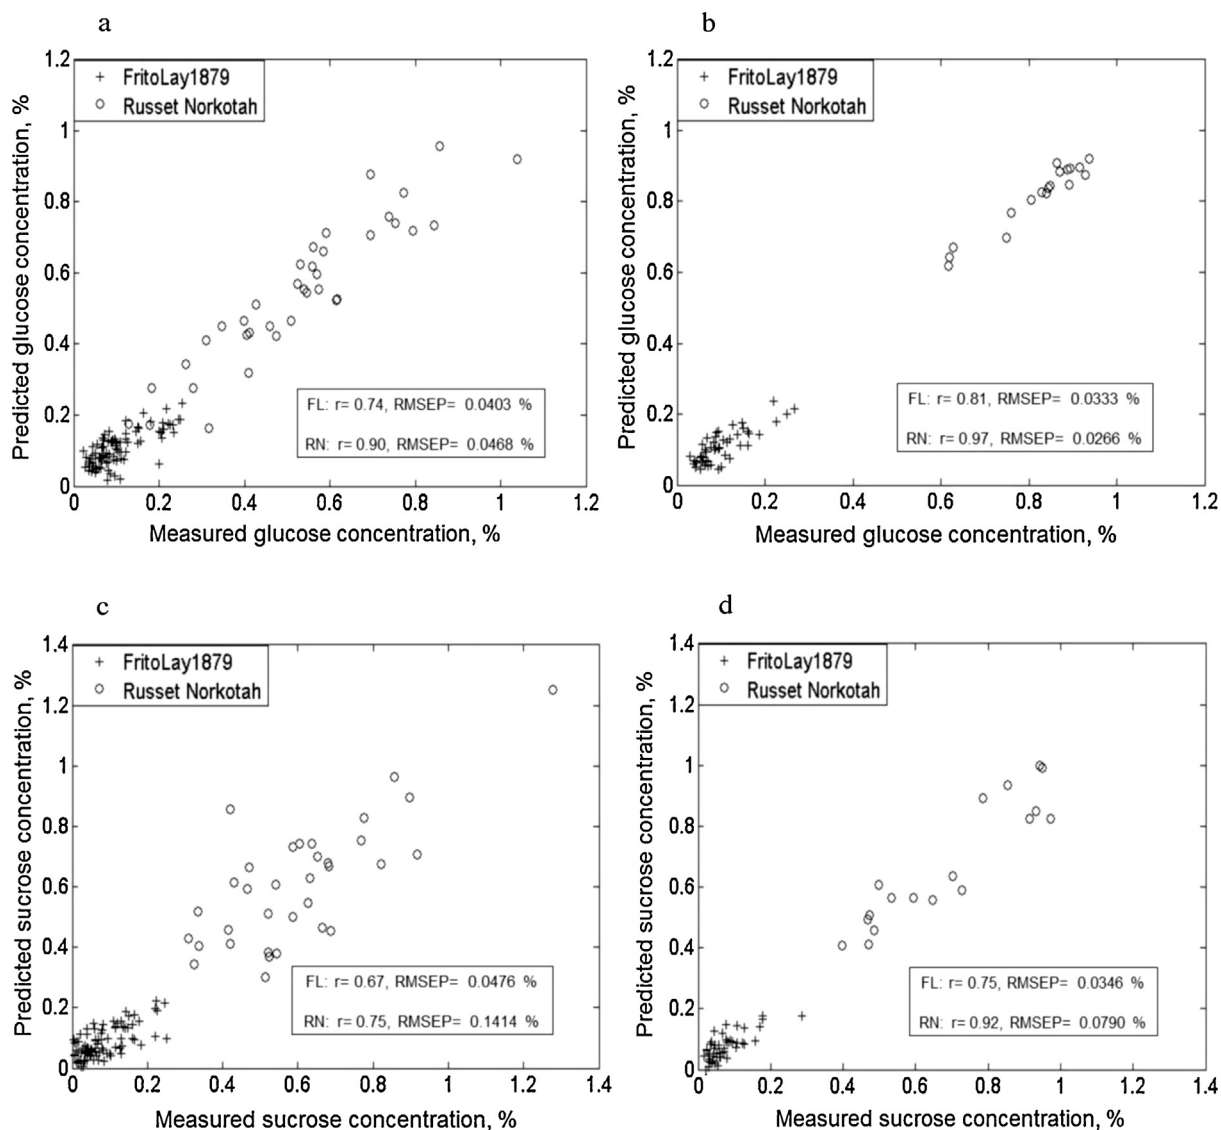 a
1.2
+ FritoLay1879
o Russet Norkotah
1
0.8
0.6
0.4
0.2
0
Predicted glucose concentration, %
FL: r= 0.74, RMSEP= 0.0403 %
RN: r= 0.90, RMSEP= 0.0468 %
0 0.2 0.4 0.6 0.8 1 1.2
Measured glucose concentration, %
b
1.2
+ FritoLay1879
o Russet Norkotah
1
0.8
0.6
0.4
0.2
0
Predicted glucose concentration, %
FL: r= 0.81, RMSEP= 0.0333 %
RN: r= 0.97, RMSEP= 0.0266 %
0 0.2 0.4 0.6 0.8 1 1.2
Measured glucose concentration, %
c
1.4
+ FritoLay1879
o Russet Norkotah
1.2
1
0.8
0.6
0.4
0.2
0
Predicted sucrose concentration, %
FL: r= 0.67, RMSEP= 0.0476 %
RN: r= 0.75, RMSEP= 0.1414 %
0 0.2 0.4 0.6 0.8 1 1.2 1.4
Measured sucrose concentration, %
d
1.4
+ FritoLay1879
o Russet Norkotah
1.2
1
0.8
0.6
0.4
0.2
0
Predicted sucrose concentration, %
FL: r= 0.75, RMSEP= 0.0346 %
RN: r= 0.92, RMSEP= 0.0790 %
0 0.2 0.4 0.6 0.8 1 1.2 1.4
Measured sucrose concentration, %